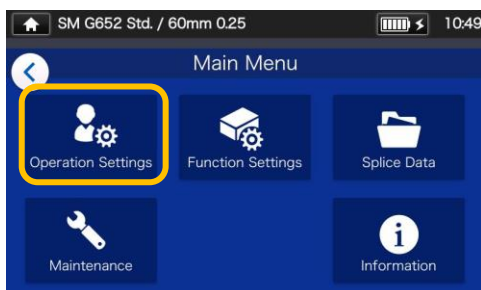 SM G652 Std. / 60mm 0.25 10:49
Main Menu
Operation Settings Function Settings Splice Data
Maintenance Information